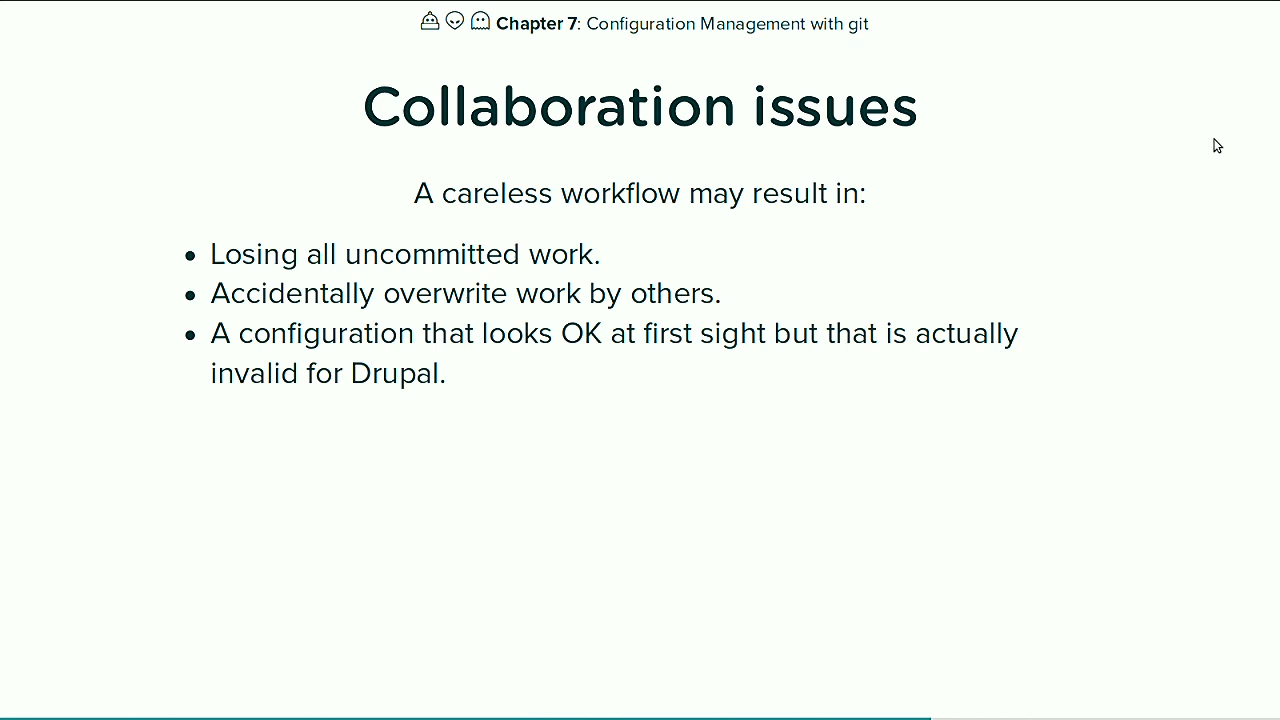 Chapter 7: Configuration Management with git
Collaboration issues
A careless workflow may result in:
• Losing all uncommitted work.
• Accidentally overwrite work by others.
• A configuration that looks OK at first sight but that is actually
invalid for Drupal.